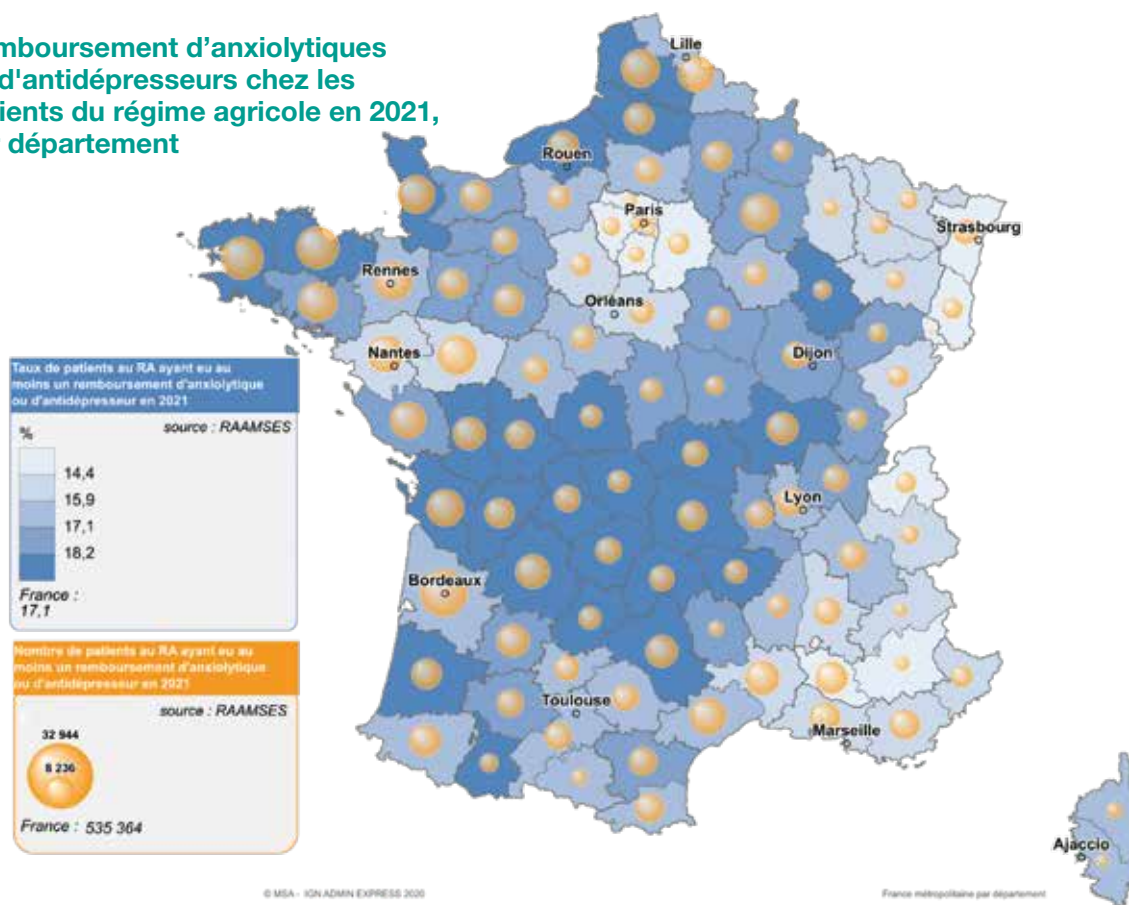 mboursement d’anxiolytiques
d'antidépresseurs chez les
ients du régime agricole en 2021,
département
Lille
Rouen
Paris
Strasbourg
Rennes
Orléans
Nantes
Dijon
Taux de patients au RA ayant eu au
moins un remboursement d'anxiolytique
ou d'antidépresseur en 2021
source : RAAMSES
%
14,4
15,9
17,1
18,2
France :
17,1
Lyon
Bordeaux
Nombre de patients au RA ayant eu au
moins un remboursement d'anxiolytique
ou d'antidépresseur en 2021
source : RAAMSES
32 944
8 236
France : 535 364
Toulouse
Marseille
Ajaccio
© MSA - IGN ADMIN EXPRESS 2020
France métropolitaine par département